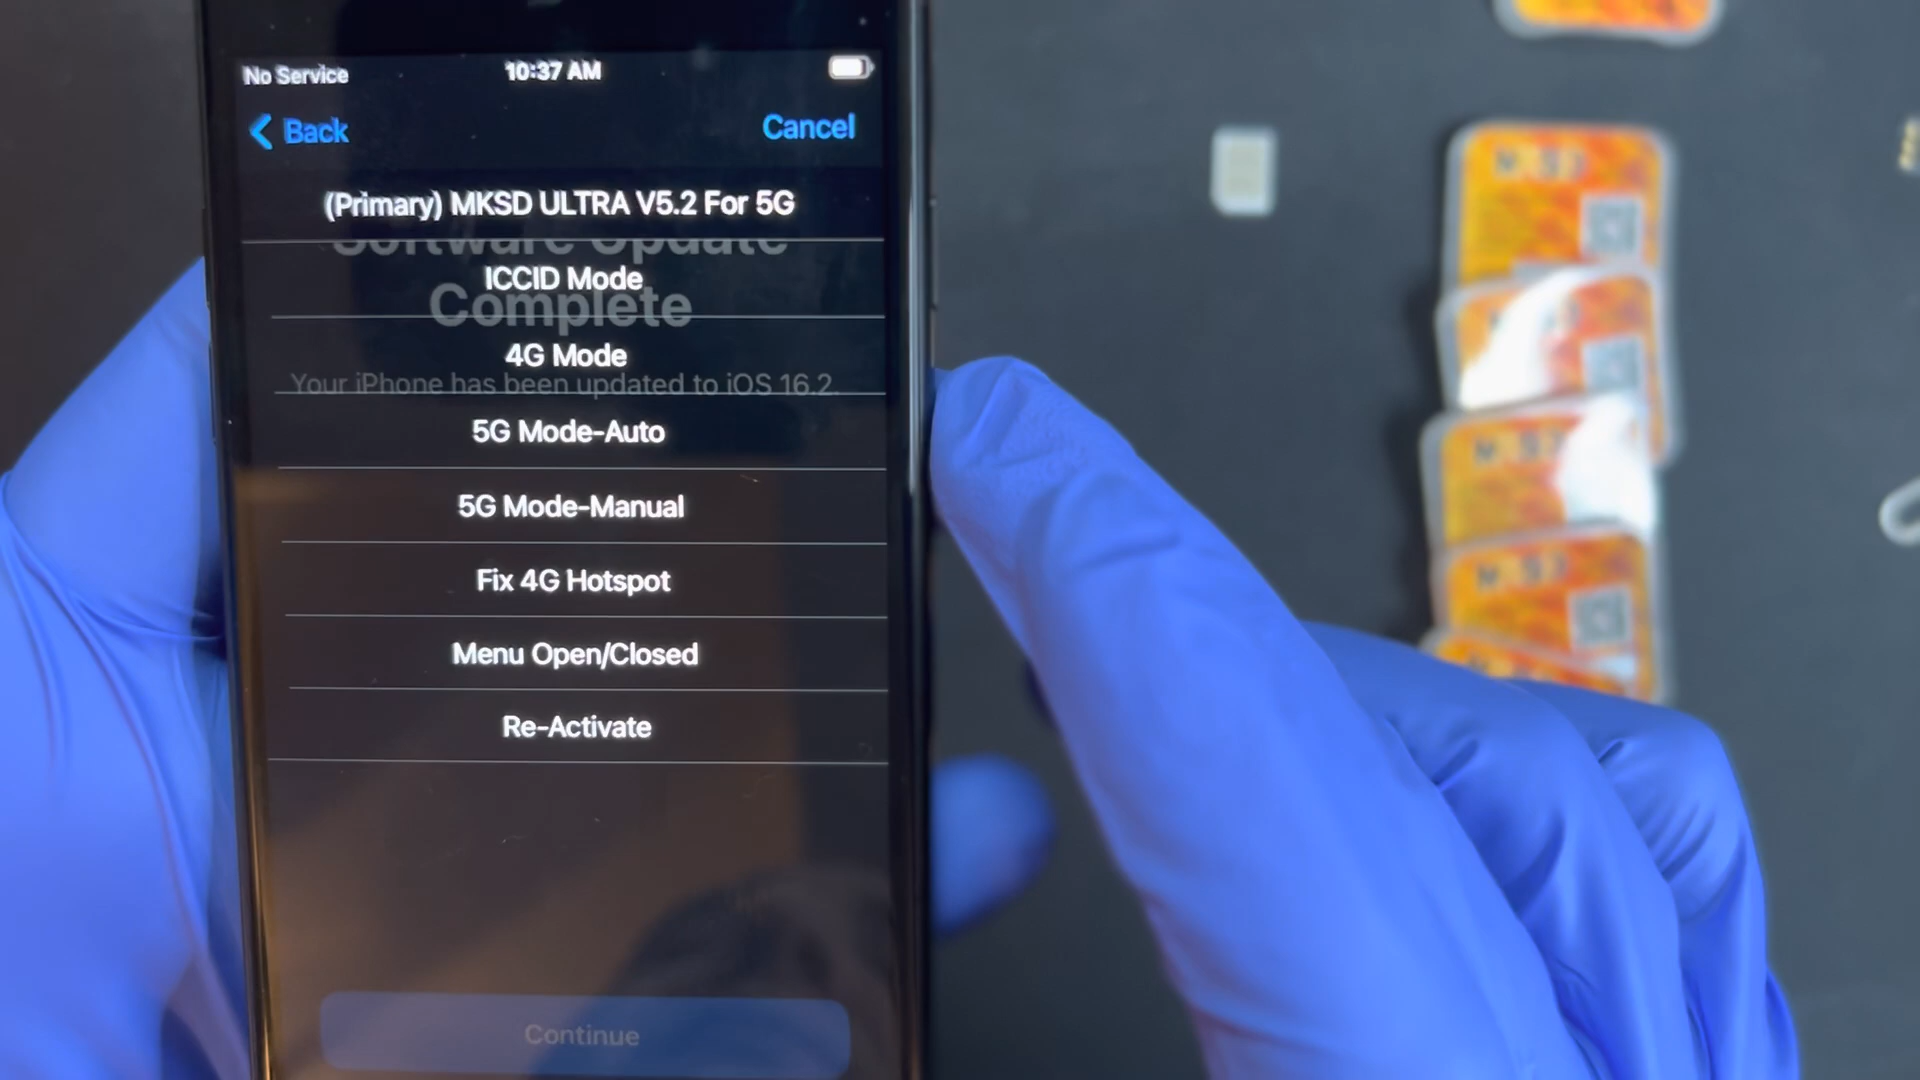 No Service
10:37 AM
Back
Cancel
(Primary) MKSD ULTRA V5.2 For 5G
Software Update
ICCID Mode
Complete
4G Mode
Your iPhone has been updated to iOS 16.2.
5G Mode-Auto
5G Mode-Manual
Fix 4G Hotspot
Menu Open/Closed
Re-Activate
Continue